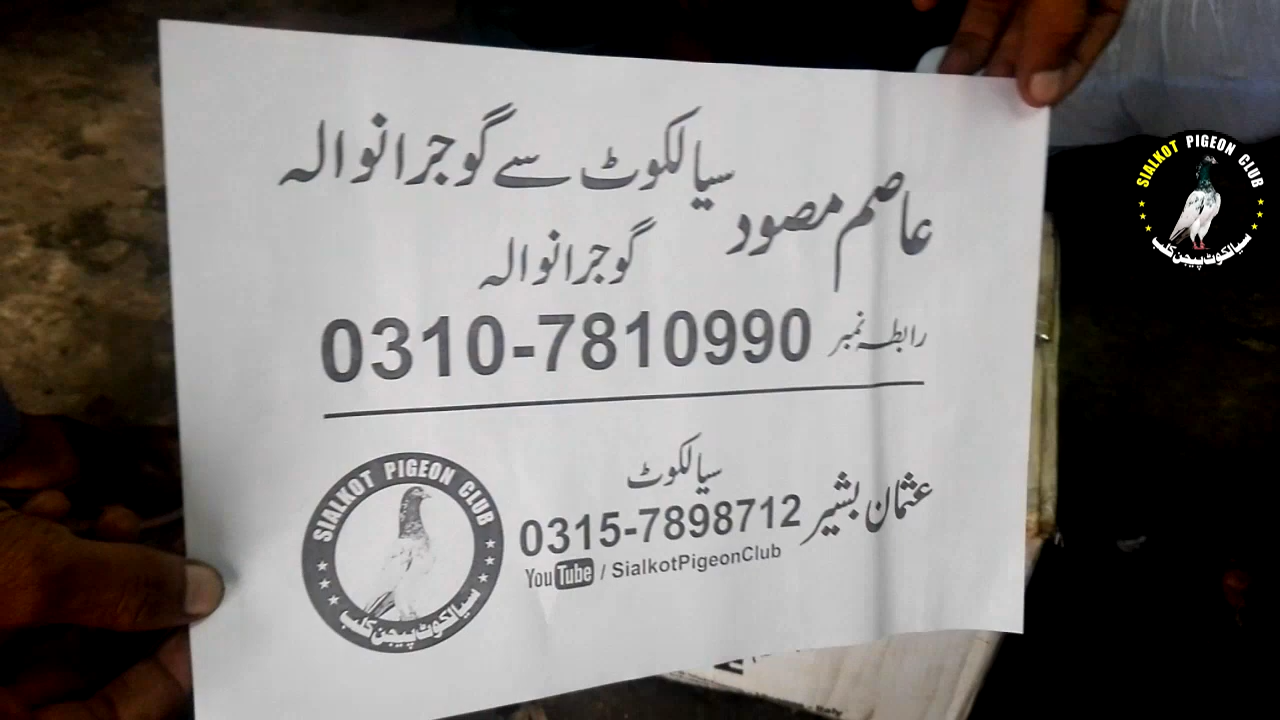 سیالکوٹ سے گوجرانوالہ
عاصم مصود
گوجرانوالہ
رابطہ نمبر 0310-7810990
سیالکوٹ
عثمان بشیر 0315-7898712
YouTube / SialkotPigeonClub
SIALKOT PIGEON CLUB
سیالکوٹ پیجن کلب
SIALKOT PIGEON CLUB
سیالکوٹ پیجن کلب